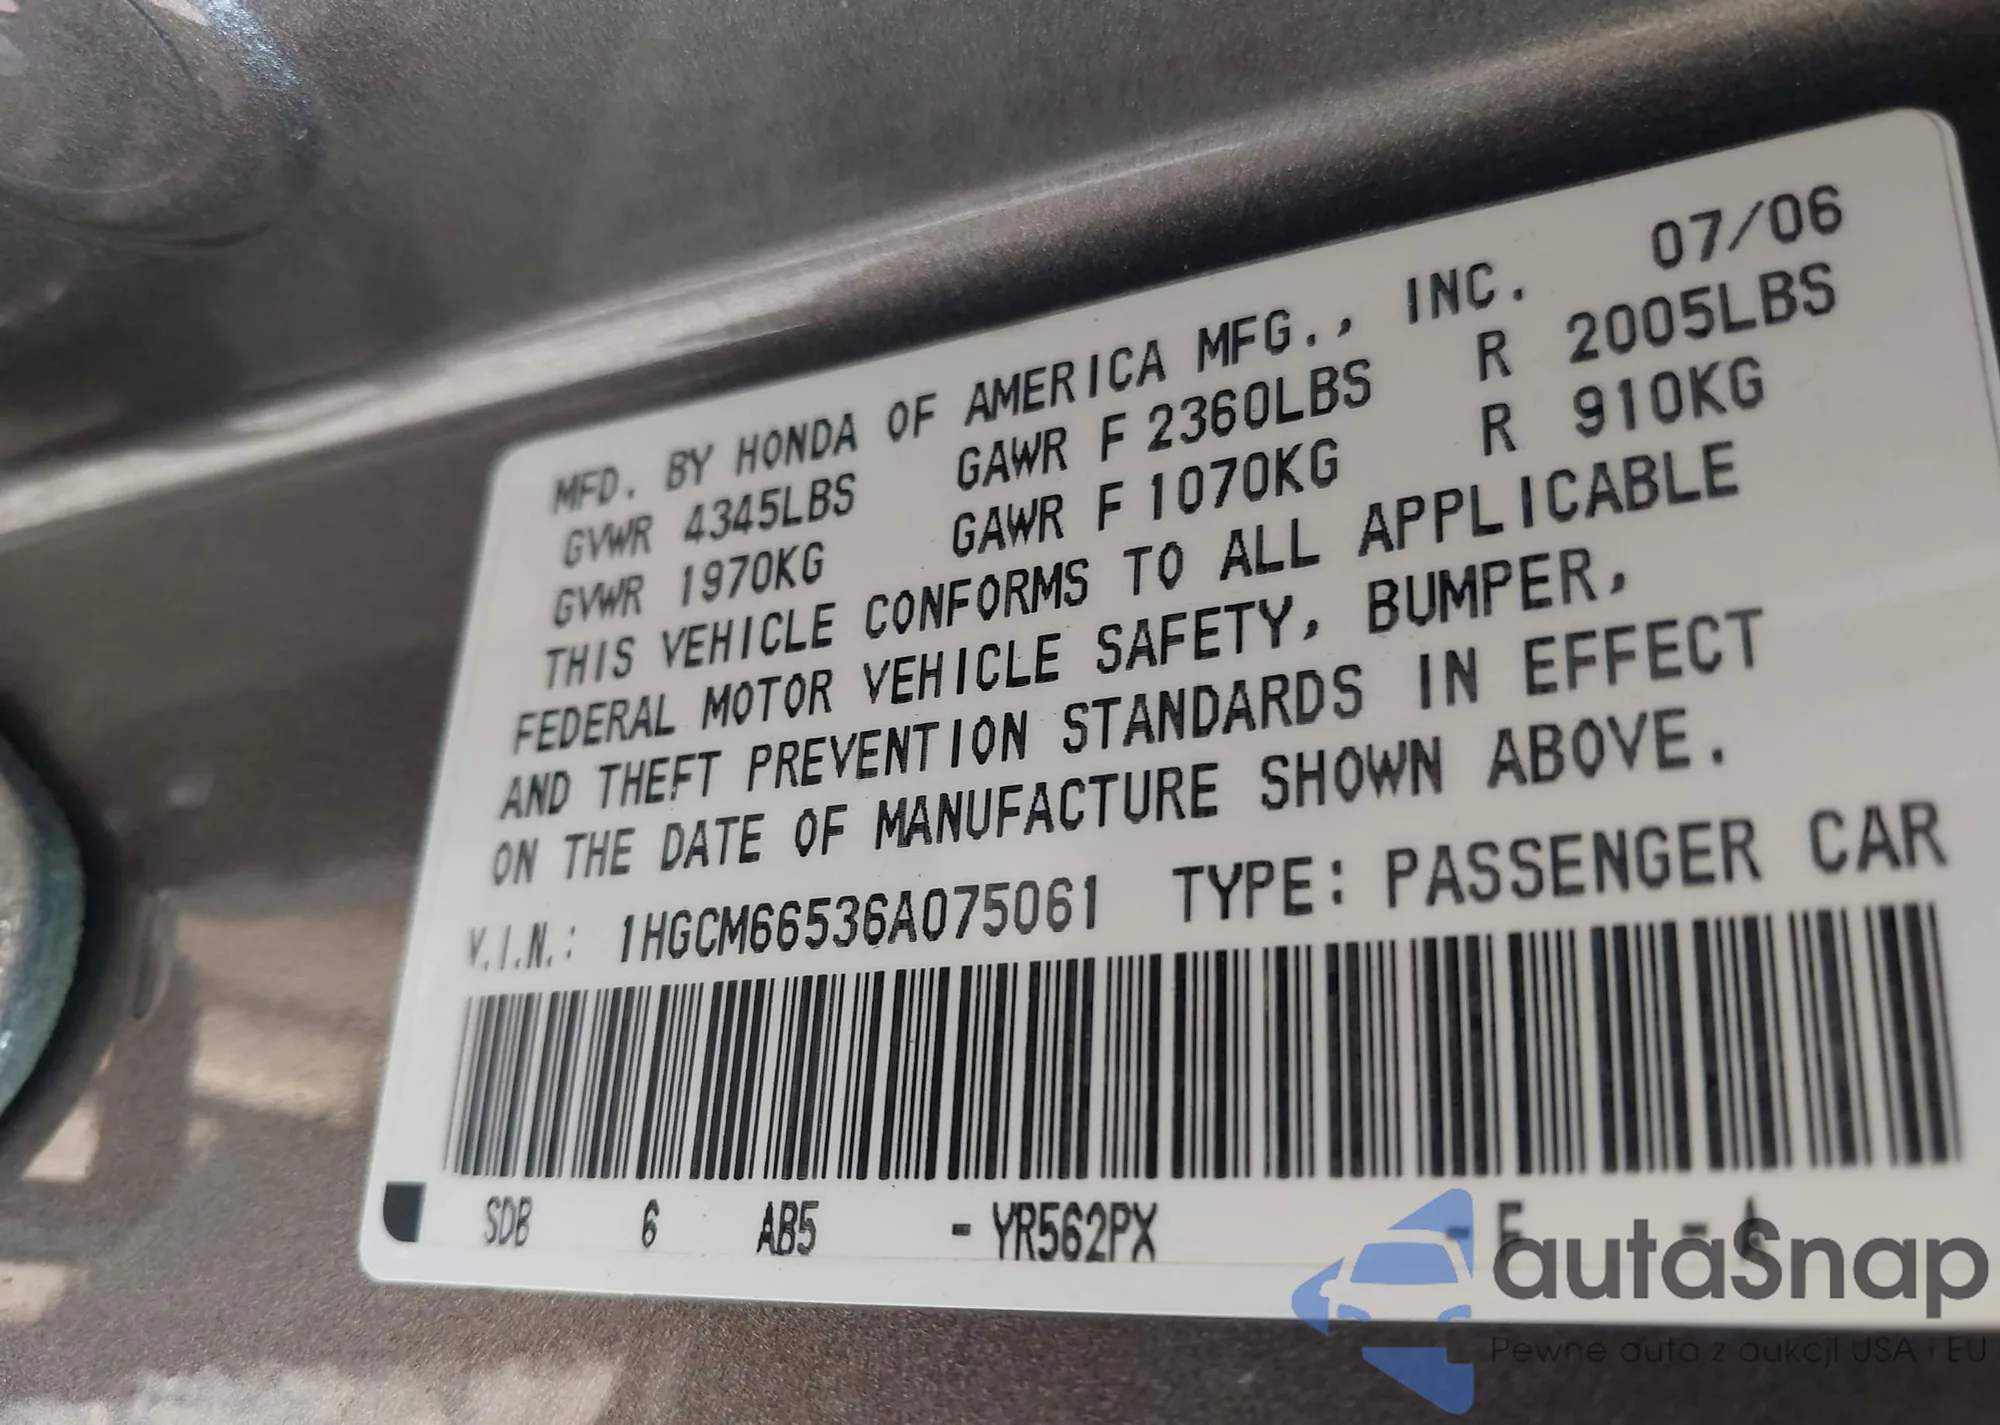 MFD. BY HONDA OF AMERICA MFG., INC. 07/06
GVWR 4345LBS GAWR F 2360LBS R 2005LBS
GVWR 1970KG GAWR F 1070KG R 910KG
THIS VEHICLE CONFORMS TO ALL APPLICABLE
FEDERAL MOTOR VEHICLE SAFETY, BUMPER,
AND THEFT PREVENTION STANDARDS IN EFFECT
ON THE DATE OF MANUFACTURE SHOWN ABOVE.
V.I.N.: 1HGCM66536A075061 TYPE: PASSENGER CAR
SDB 6 AB5 - YR562PX
autaSnap
Pewne auta z aukcji USA i EU